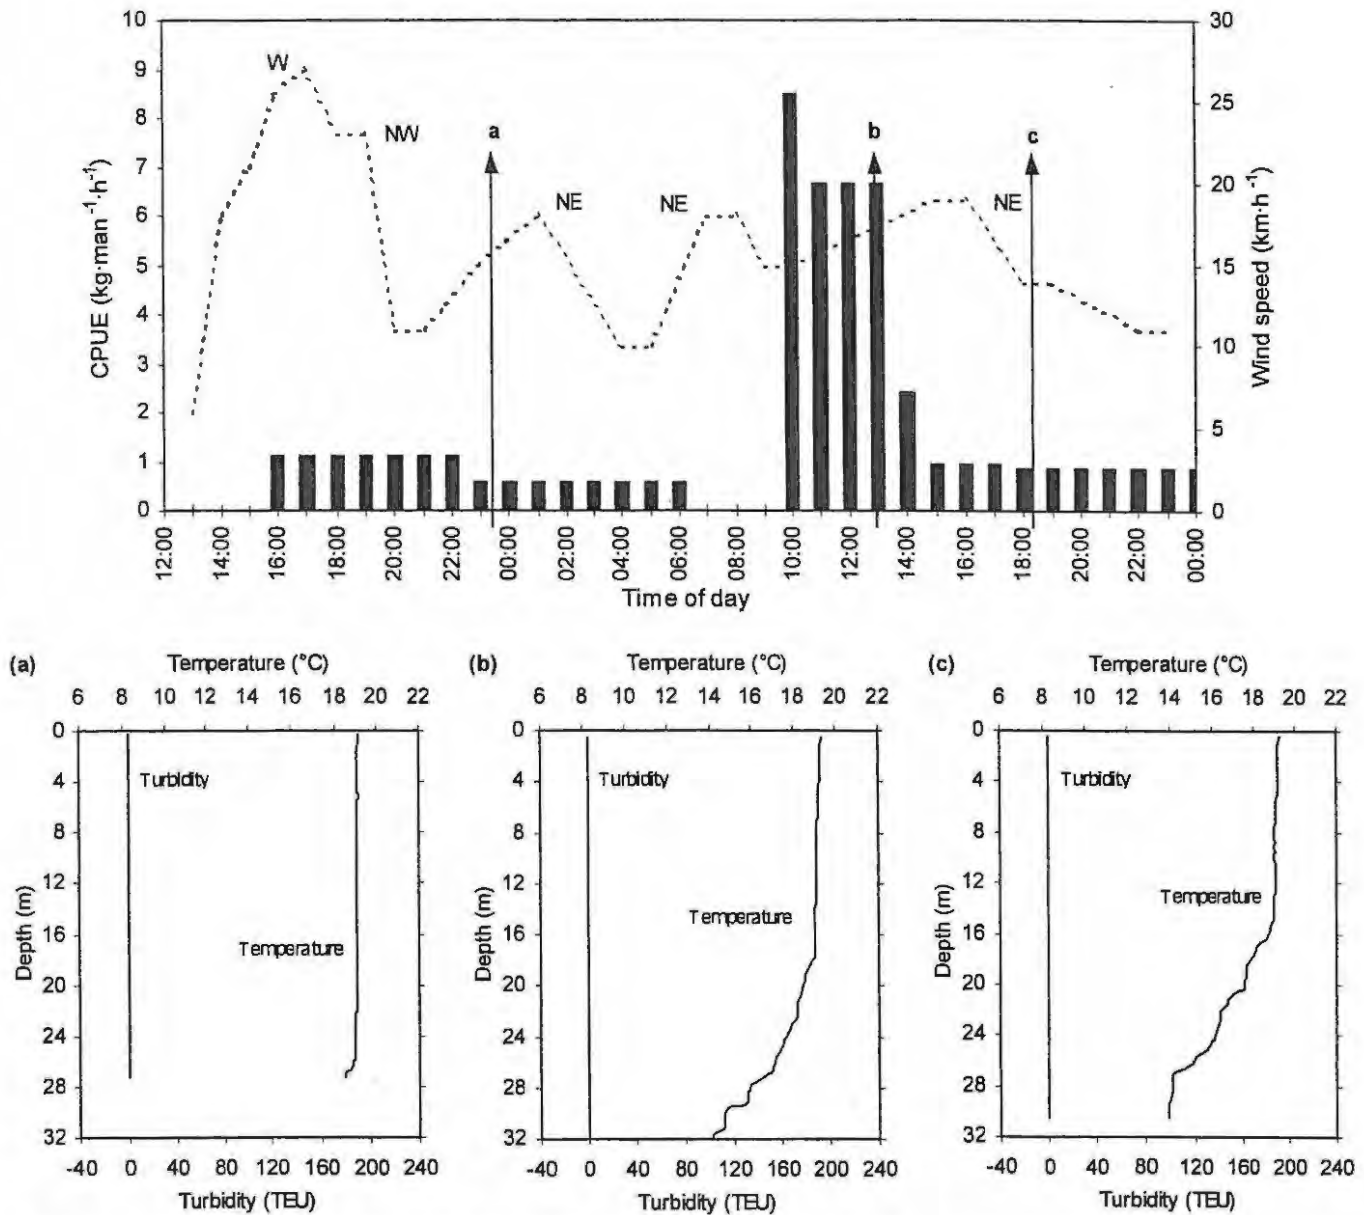 10 30
9 W
25
8
NW a b c
7 20
6 NE NE NE
5 15
4
3 10
2
1 5
0 0
CPUE (kg·man⁻¹·h⁻¹)
Wind speed (km·h⁻¹)
12:00 14:00 16:00 18:00 20:00 22:00 00:00 02:00 04:00 06:00 08:00 10:00 12:00 14:00 16:00 18:00 20:00 22:00 00:00
Time of day
(a) Temperature (°C) (b) Temperature (°C) (c) Temperature (°C)
6 8 10 12 14 16 18 20 22 6 8 10 12 14 16 18 20 22 6 8 10 12 14 16 18 20 22
0 0 0
4 Turbidity 4 Turbidity 4 Turbidity
8 8 8
12 12 12 Temperature
Temperature
16 Temperature 16 16
20 20 20
24 24 24
28 28 28
32 32 32
Depth (m) Depth (m) Depth (m)
-40 0 40 80 120 160 200 240 -40 0 40 80 120 160 200 240 -40 0 40 80 120 160 200 240
Turbidity (TEU) Turbidity (TEU) Turbidity (TEU)